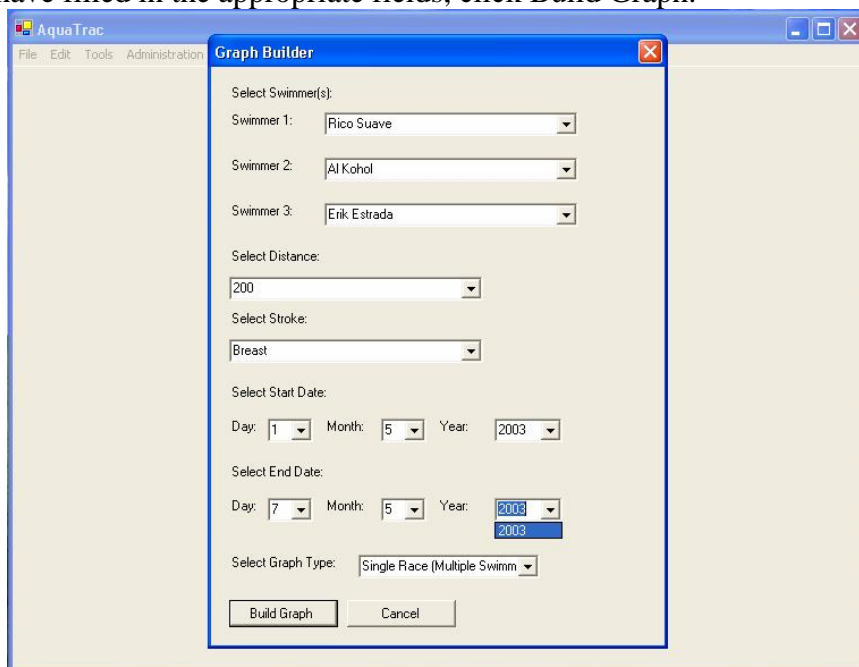 have filled in the appropriate fields, click Build Graph.
AquaTrac
File Edit Tools Administration
Graph Builder
Select Swimmer(s):
Swimmer 1: Rico Suave
Swimmer 2: Al Kohol
Swimmer 3: Erik Estrada
Select Distance:
200
Select Stroke:
Breast
Select Start Date:
Day: 1 Month: 5 Year: 2003
Select End Date:
Day: 7 Month: 5 Year: 2003
2003
Select Graph Type: Single Race (Multiple Swimm
Build Graph Cancel